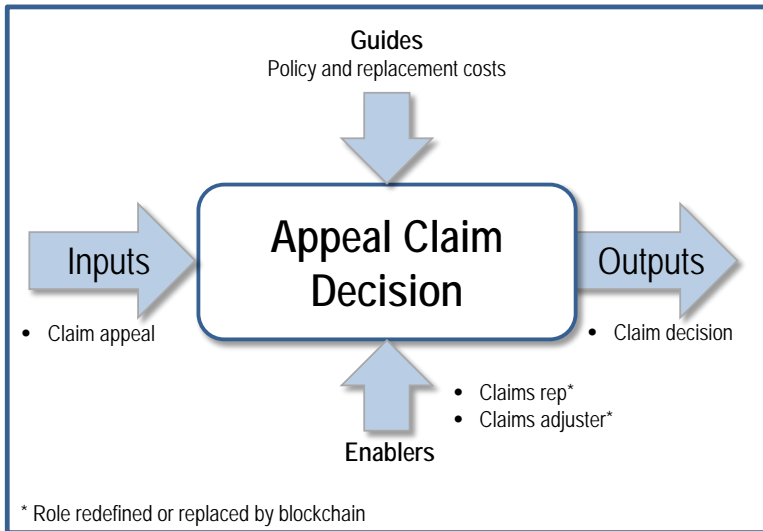 Guides
Policy and replacement costs
Inputs
Appeal Claim
Decision
Outputs
• Claim appeal
• Claim decision
• Claims rep*
• Claims adjuster*
Enablers
* Role redefined or replaced by blockchain